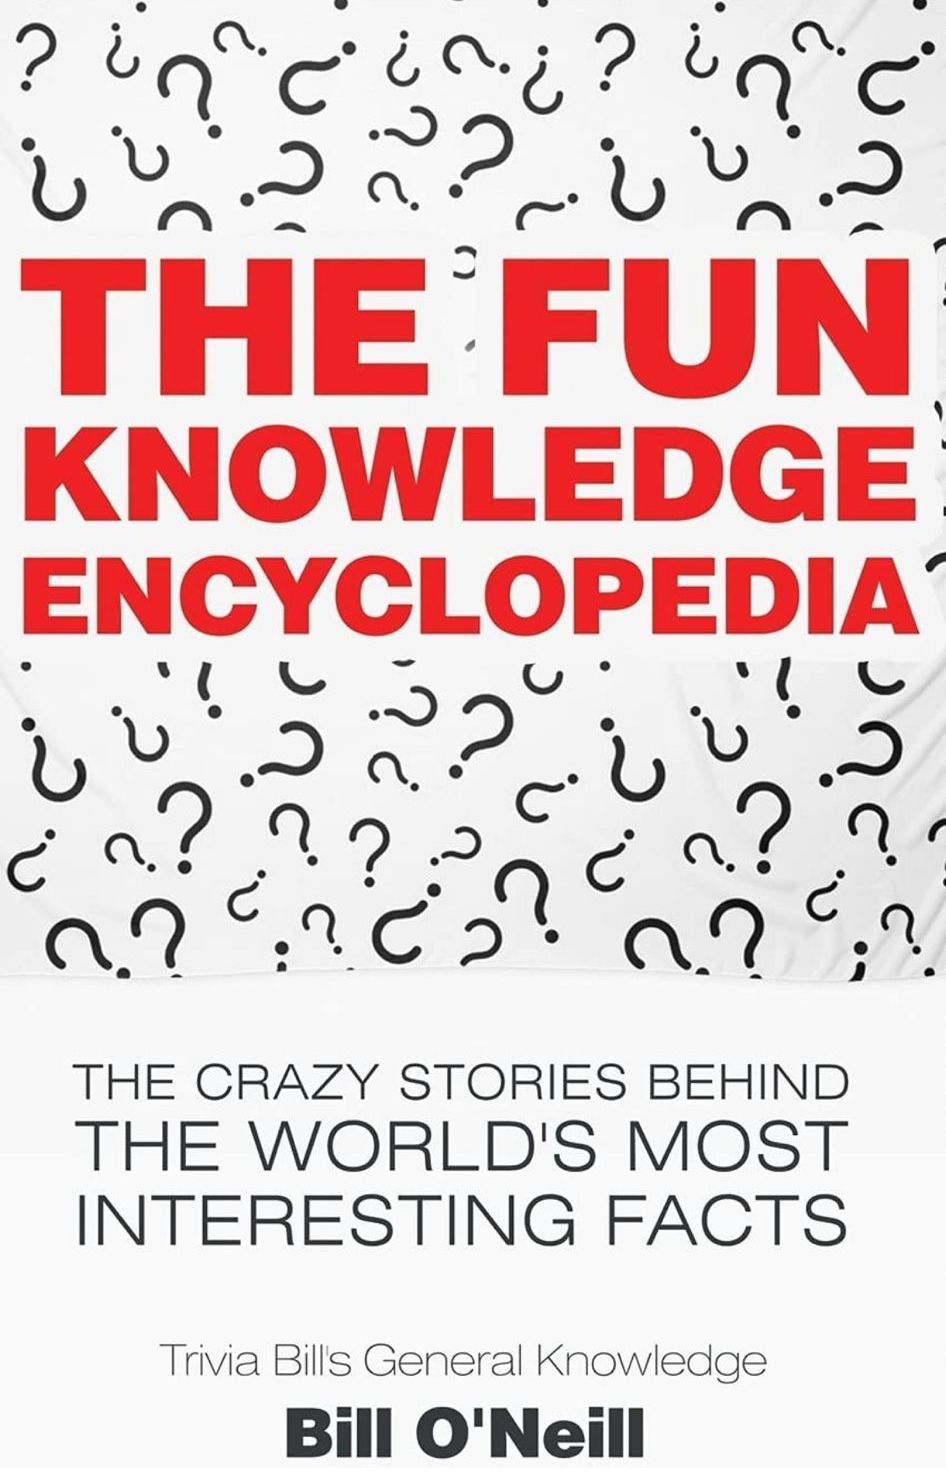 THE FUN
KNOWLEDGE
ENCYCLOPEDIA
THE CRAZY STORIES BEHIND
THE WORLD'S MOST
INTERESTING FACTS
Trivia Bill's General Knowledge
Bill O'Neill